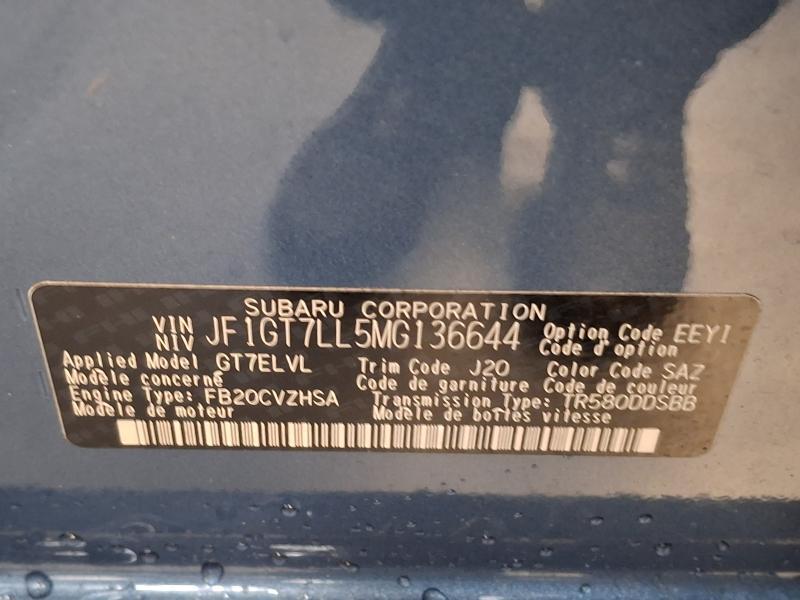 SUBARU CORPORATION
VIN NIV JF1GT7LL5MG136644 Option Code EEYI
Code d'option
Applied Model GT7ELVL Trim Code J20 Color Code SAZ
Modèle concerné Code de garniture Code de couleur
Engine Type: FB20CVZHSA Transmission Type: TR580DDSBB
Modèle de moteur Modèle de boîtes vitesse